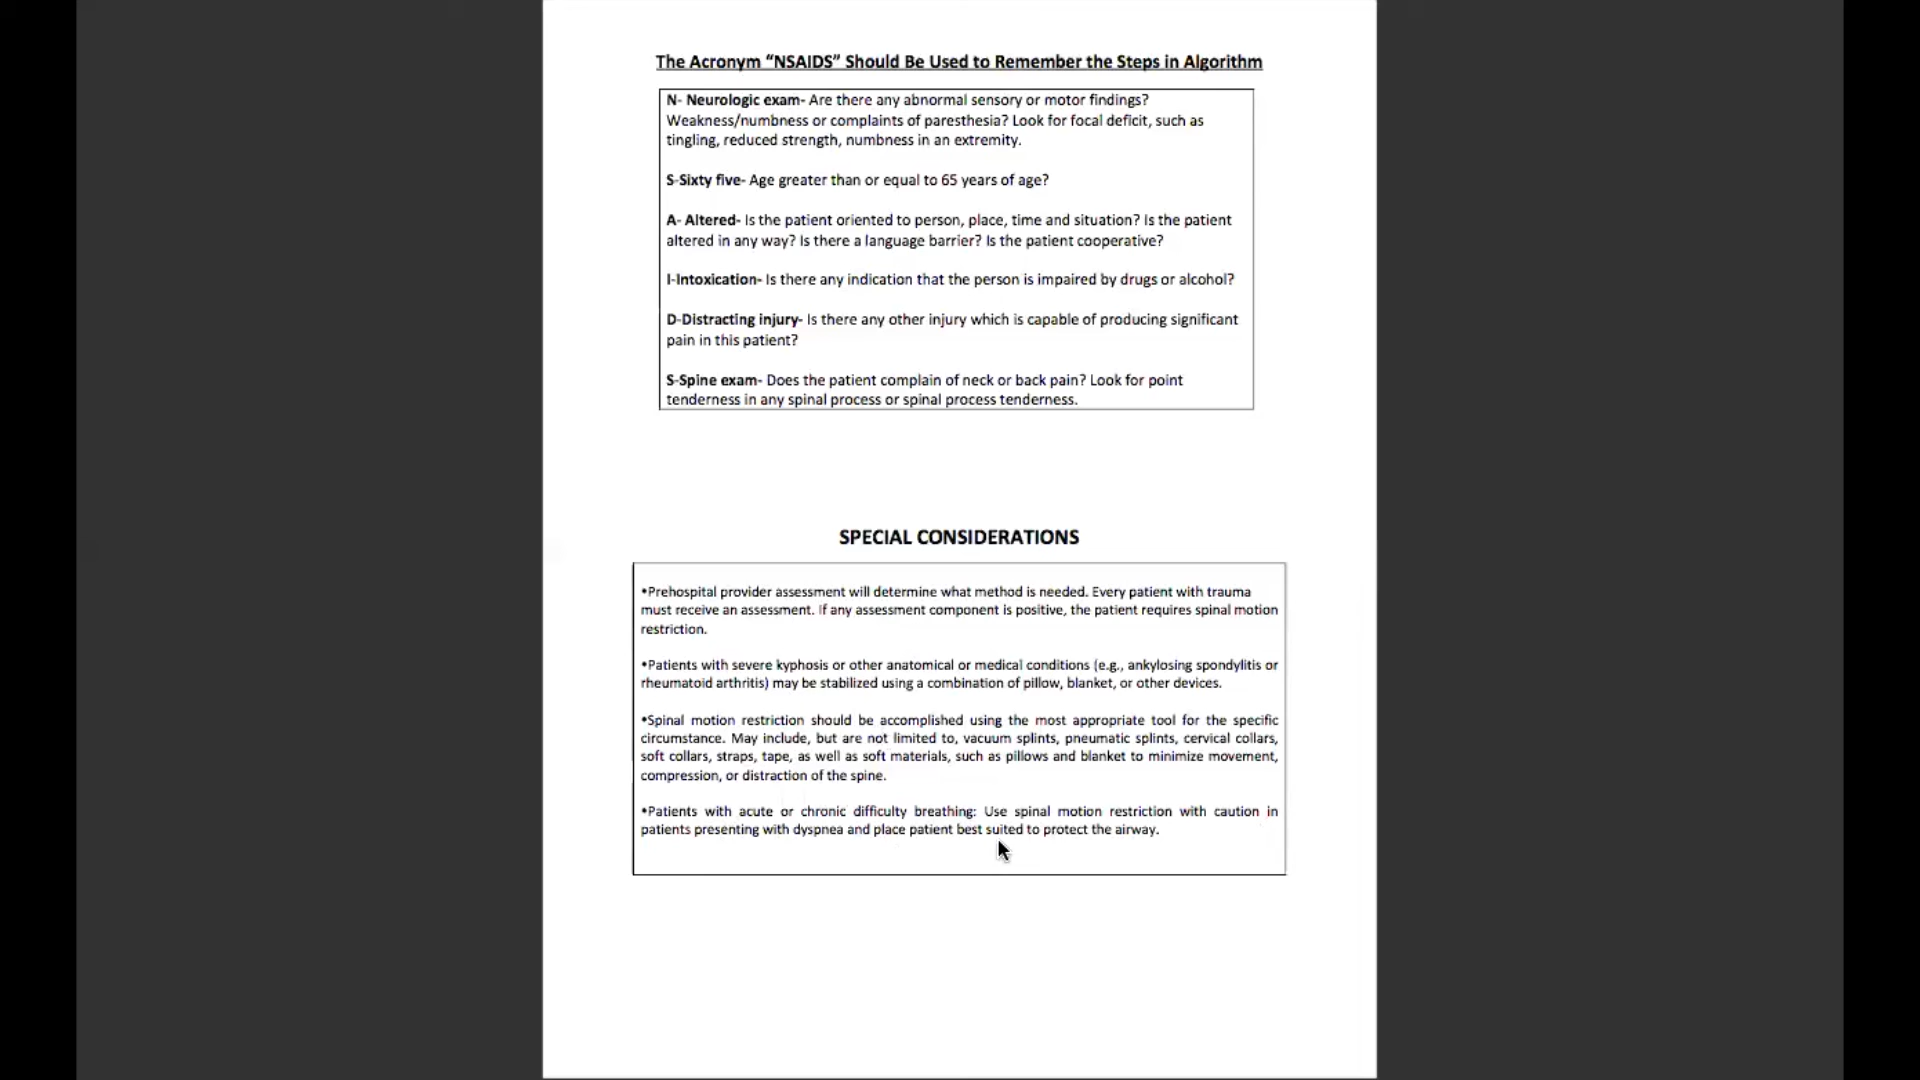 The Acronym “NSAIDS” Should Be Used to Remember the Steps in Algorithm
N- Neurologic exam- Are there any abnormal sensory or motor findings?
Weakness/numbness or complaints of paresthesia? Look for focal deficit, such as
tingling, reduced strength, numbness in an extremity.
S-Sixty five- Age greater than or equal to 65 years of age?
A- Altered- Is the patient oriented to person, place, time and situation? Is the patient
altered in any way? Is there a language barrier? Is the patient cooperative?
I-Intoxication- Is there any indication that the person is impaired by drugs or alcohol?
D-Distracting injury- Is there any other injury which is capable of producing significant
pain in this patient?
S-Spine exam- Does the patient complain of neck or back pain? Look for point
tenderness in any spinal process or spinal process tenderness.
SPECIAL CONSIDERATIONS
•Prehospital provider assessment will determine what method is needed. Every patient with trauma
must receive an assessment. If any assessment component is positive, the patient requires spinal motion
restriction.
•Patients with severe kyphosis or other anatomical or medical conditions (e.g., ankylosing spondylitis or
rheumatoid arthritis) may be stabilized using a combination of pillow, blanket, or other devices.
•Spinal motion restriction should be accomplished using the most appropriate tool for the specific
circumstance. May include, but are not limited to, vacuum splints, pneumatic splints, cervical collars,
soft collars, straps, tape, as well as soft materials, such as pillows and blanket to minimize movement,
compression, or distraction of the spine.
•Patients with acute or chronic difficulty breathing: Use spinal motion restriction with caution in
patients presenting with dyspnea and place patient best suited to protect the airway.